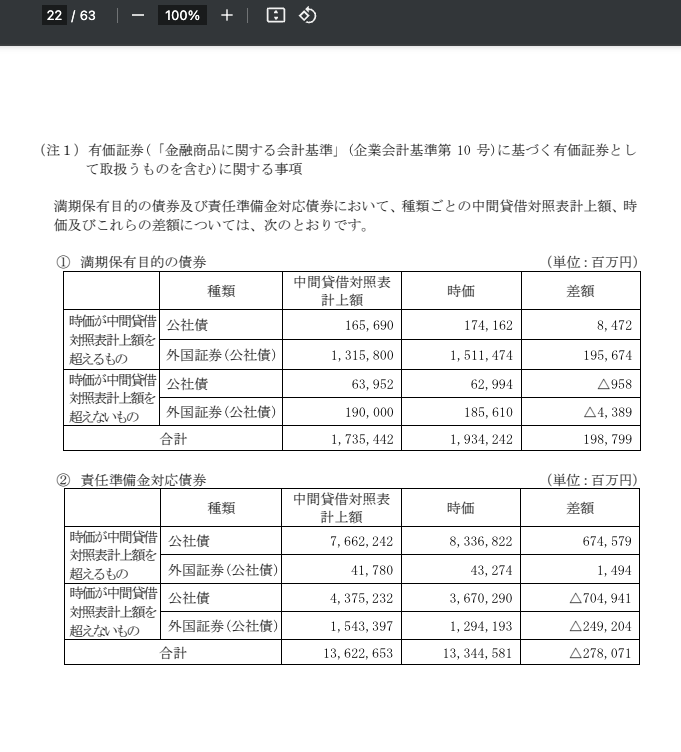 22 / 63 100%
（注１）有価証券(「金融商品に関する会計基準」(企業会計基準第 10 号)に基づく有価証券とし
て取扱うものを含む)に関する事項
満期保有目的の債券及び責任準備金対応債券において、種類ごとの中間貸借対照表計上額、時
価及びこれらの差額については、次のとおりです。
① 満期保有目的の債券 (単位：百万円)
種類 中間貸借対照表
計上額 時価 差額
時価が中間貸借
対照表計上額を
超えるもの
公社債 165,690 174,162 8,472
外国証券(公社債) 1,315,800 1,511,474 195,674
時価が中間貸借
対照表計上額を
超えないもの
公社債 63,952 62,994 △958
外国証券(公社債) 190,000 185,610 △4,389
合計 1,735,442 1,934,242 198,799
② 責任準備金対応債券 (単位：百万円)
種類 中間貸借対照表
計上額 時価 差額
時価が中間貸借
対照表計上額を
超えるもの
公社債 7,662,242 8,336,822 674,579
外国証券(公社債) 41,780 43,274 1,494
時価が中間貸借
対照表計上額を
超えないもの
公社債 4,375,232 3,670,290 △704,941
外国証券(公社債) 1,543,397 1,294,193 △249,204
合計 13,622,653 13,344,581 △278,071